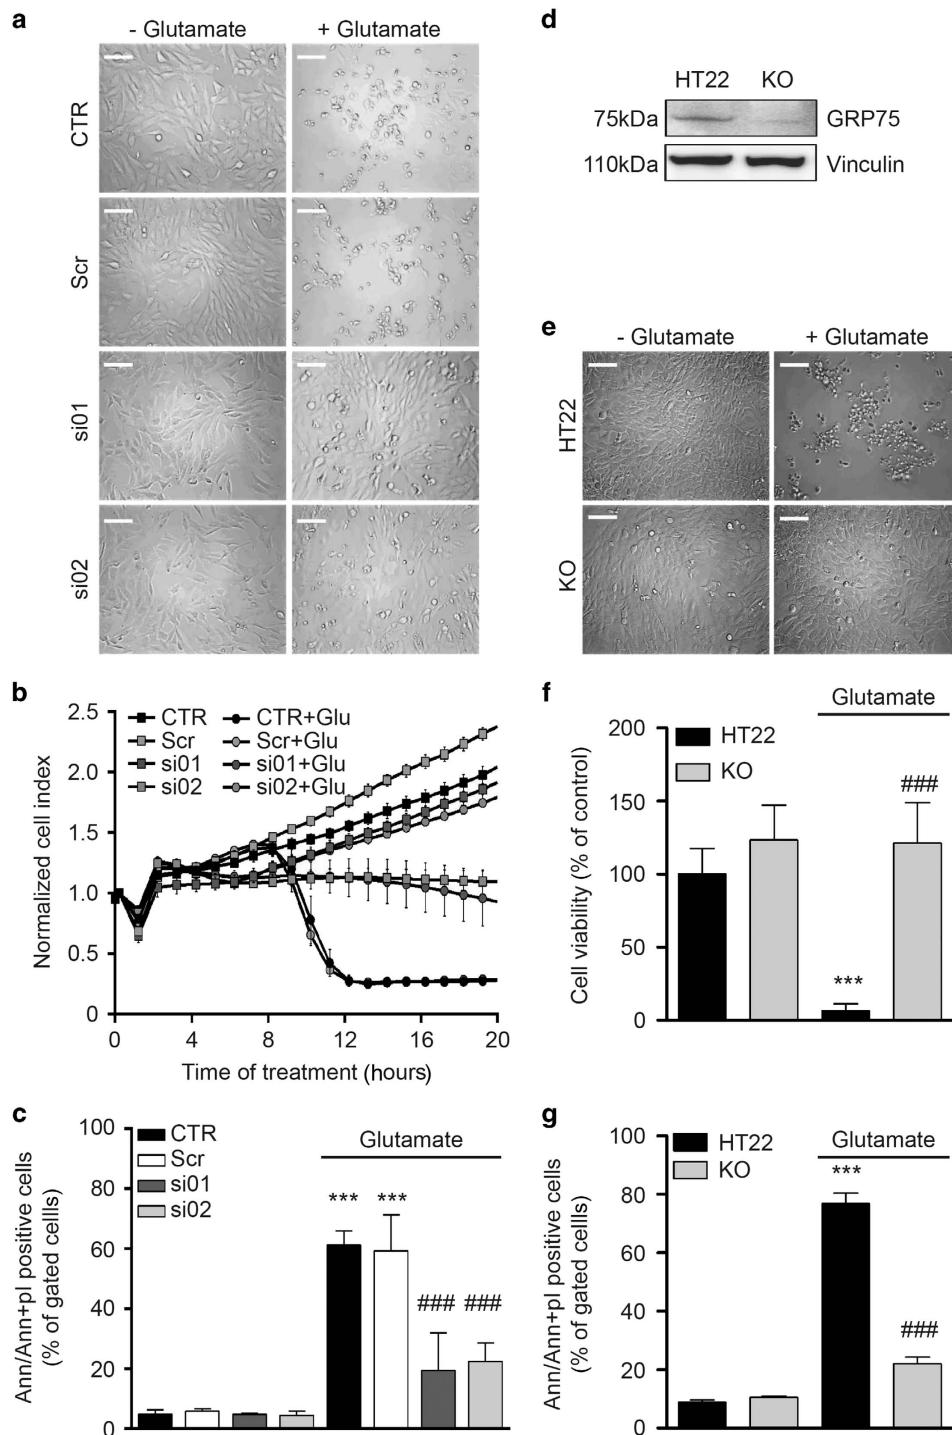 a
- Glutamate
+ Glutamate
CTR
Scr
si01
si02
b
Normalized cell index
2.5
2.0
1.5
1.0
0.5
0
CTR
Scr
si01
si02
CTR+Glu
Scr+Glu
si01+Glu
si02+Glu
0 4 8 12 16 20
Time of treatment (hours)
c
Ann/Ann+pI positive cells
(% of gated cellls)
100
80
60
40
20
0
CTR
Scr
si01
si02
Glutamate
*** ***
### ###
d
HT22 KO
75kDa GRP75
110kDa Vinculin
e
- Glutamate
+ Glutamate
HT22
KO
f
Cell viability (% of control)
200
150
100
50
0
HT22
KO
Glutamate
###
***
g
Ann/Ann+pI positive cells
(% of gated cellls)
100
80
60
40
20
0
HT22
KO
Glutamate
***
###